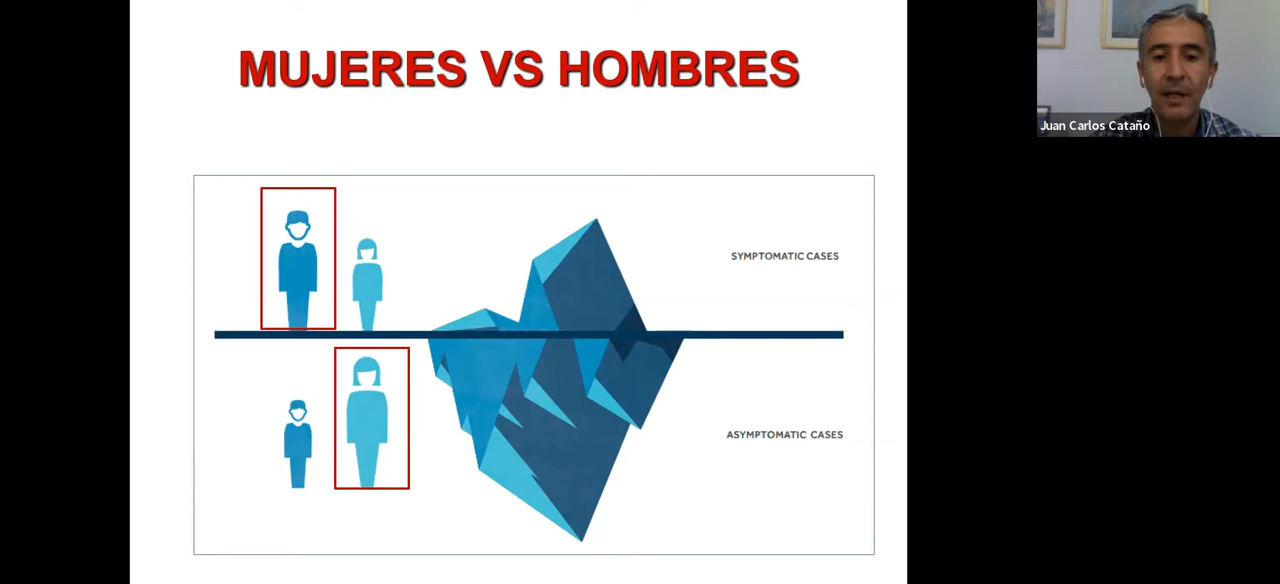 MUJERES VS HOMBRES
Juan Carlos Cataño
SYMPTOMATIC CASES
ASYMPTOMATIC CASES